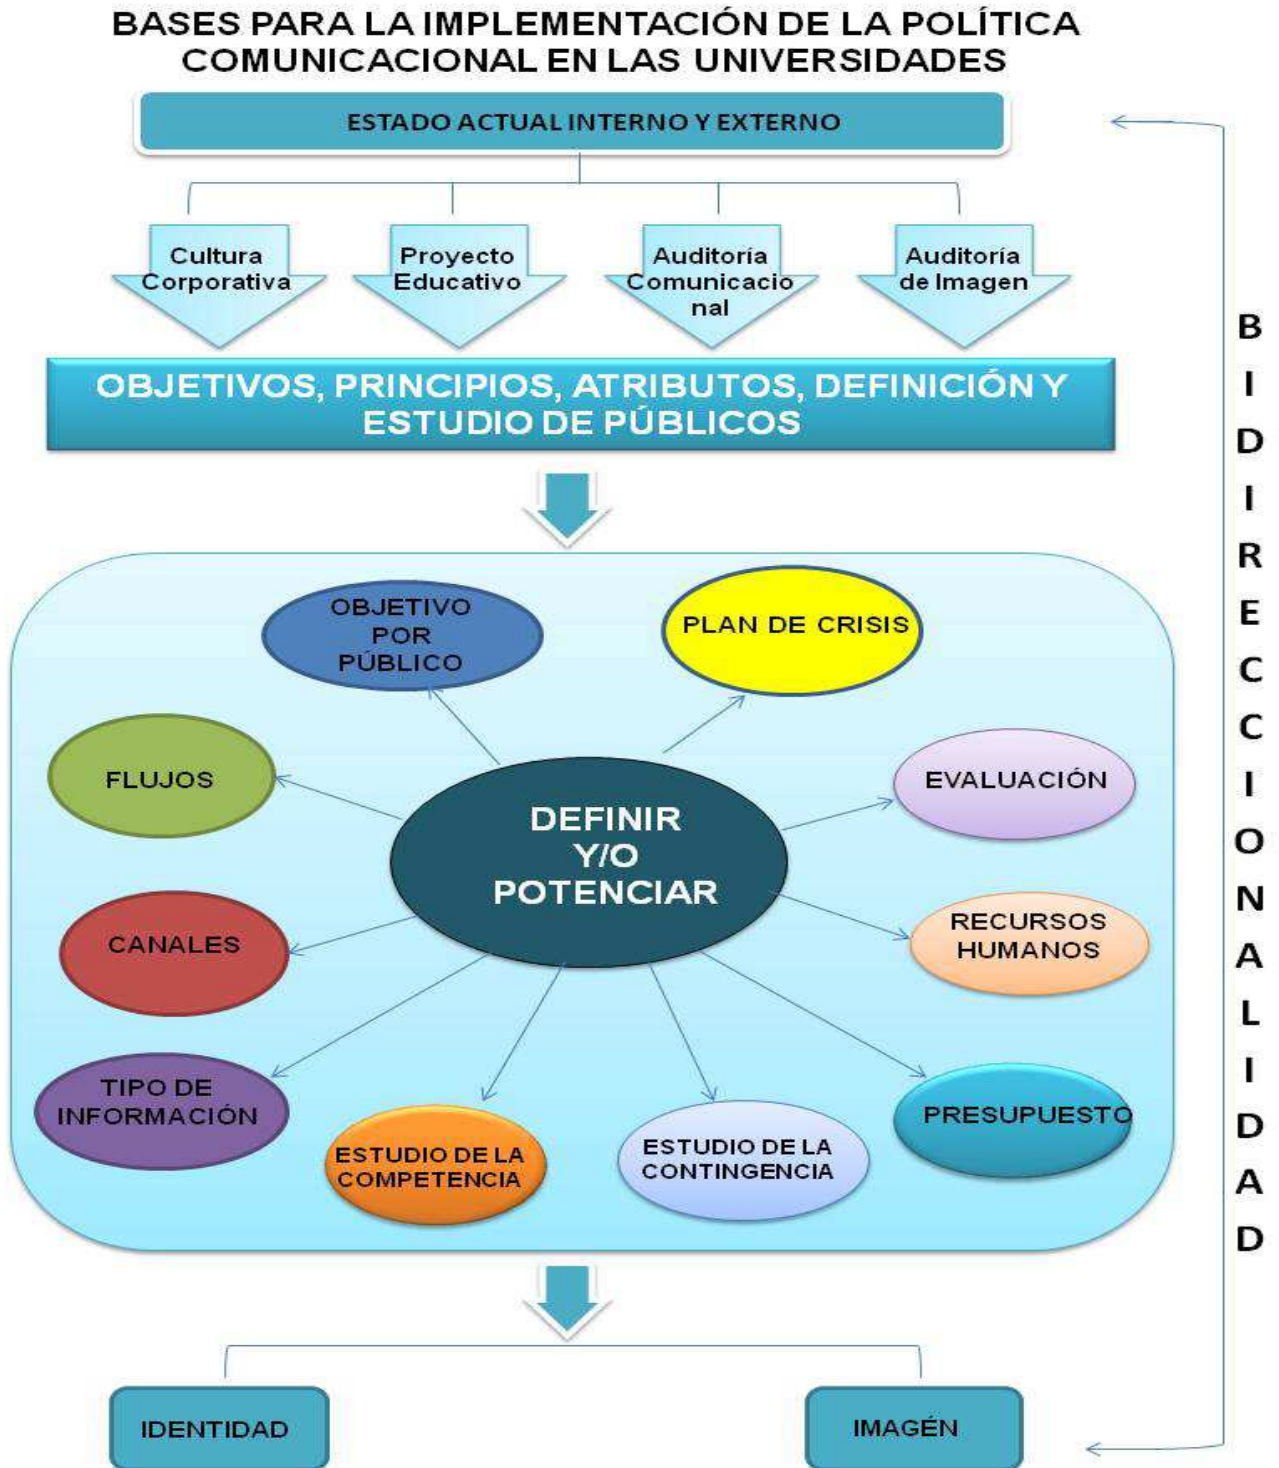 BASES PARA LA IMPLEMENTACIÓN DE LA POLÍTICA
COMUNICACIONAL EN LAS UNIVERSIDADES
ESTADO ACTUAL INTERNO Y EXTERNO
Cultura
Corporativa
Proyecto
Educativo
Auditoría
Comunicacio
nal
Auditoría
de Imagen
OBJETIVOS, PRINCIPIOS, ATRIBUTOS, DEFINICIÓN Y
ESTUDIO DE PÚBLICOS
OBJETIVO
POR
PÚBLICO
PLAN DE CRISIS
FLUJOS
EVALUACIÓN
DEFINIR
Y/O
POTENCIAR
CANALES
RECURSOS
HUMANOS
TIPO DE
INFORMACIÓN
ESTUDIO DE LA
COMPETENCIA
ESTUDIO DE LA
CONTINGENCIA
PRESUPUESTO
IDENTIDAD
IMAGÉN
BIDIRECCIONALIDAD